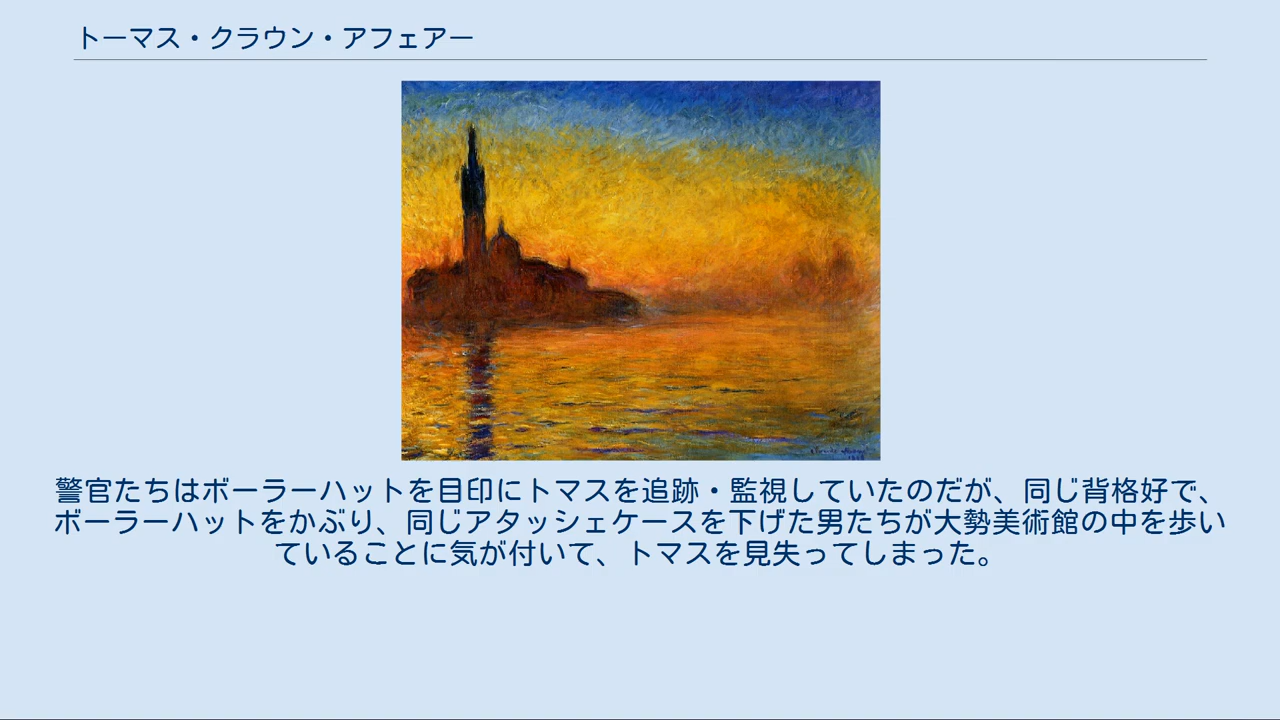 トーマス・クラウン・アフェアー
警官たちはボーラーハットを目印にトマスを追跡・監視していたのだが、同じ背格好で、
ボーラーハットをかぶり、同じアタッシェケースを下げた男たちが大勢美術館の中を歩い
ていることに気が付いて、トマスを見失ってしまった。